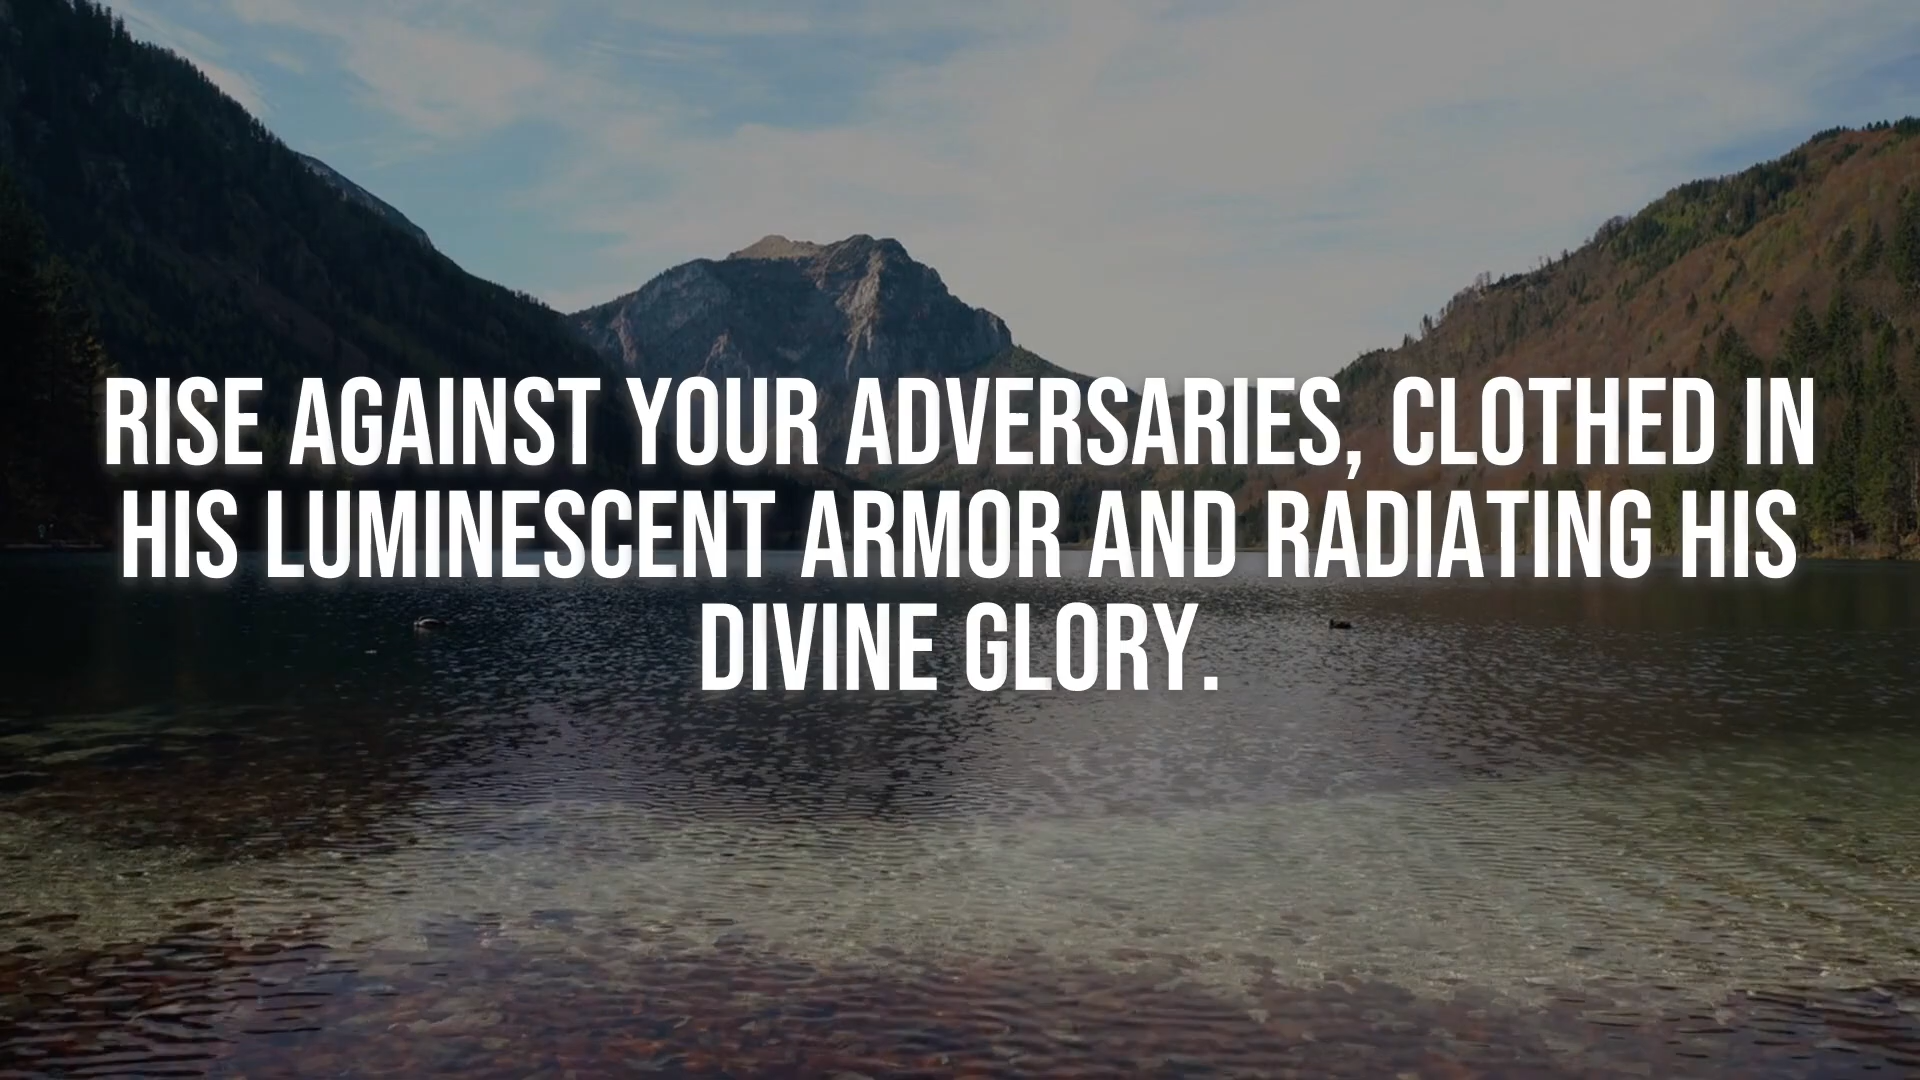 RISE AGAINST YOUR ADVERSARIES, CLOTHED IN
HIS LUMINESCENT ARMOR AND RADIATING HIS
DIVINE GLORY.